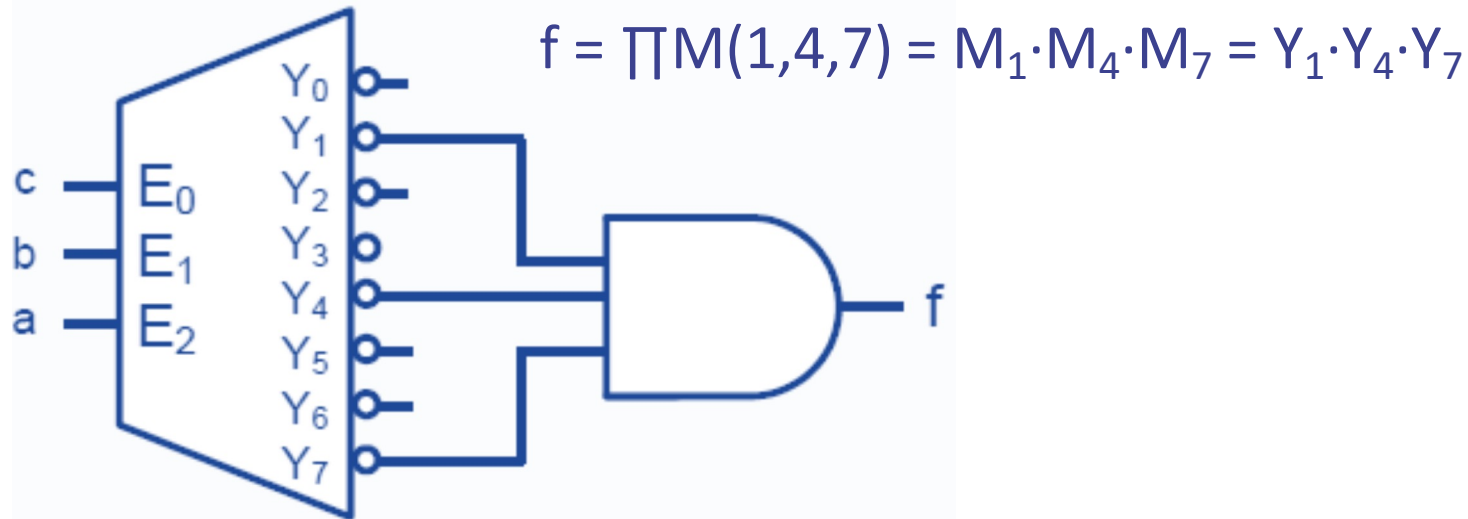 f = ∏M(1,4,7) = M₁·M₄·M₇ = Y₁·Y₄·Y₇
Y₀
Y₁
c E₀ Y₂
b E₁ Y₃
Y₄ f
a E₂
Y₅
Y₆
Y₇